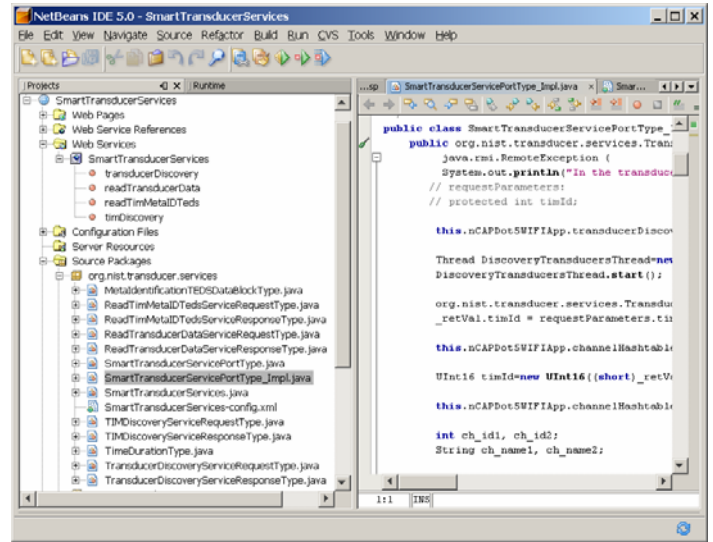 NetBeans IDE 5.0 - SmartTransducerServices
File Edit View Navigate Source Refactor Build Run CVS Tools Window Help
Projects
Runtime
SmartTransducerServices
Web Pages
Web Service References
Web Services
SmartTransducerServices
transducerDiscovery
readTransducerData
readTimMetaIDTeds
timDiscovery
Configuration Files
Server Resources
Source Packages
org.nist.transducer.services
MetaIdentificationTEDSDataBlockType.java
ReadTimMetaIDTedsServiceRequestType.java
ReadTimMetaIDTedsServiceResponseType.java
ReadTransducerDataServiceRequestType.java
ReadTransducerDataServiceResponseType.java
SmartTransducerServicePortType.java
SmartTransducerServicePortType_Impl.java
SmartTransducerServices.java
SmartTransducerServices-config.xml
TIMDiscoveryServiceRequestType.java
TIMDiscoveryServiceResponseType.java
TimeDurationType.java
TransducerDiscoveryServiceRequestType.java
TransducerDiscoveryServiceResponseType.java
...sp
SmartTransducerServicePortType_Impl.java
Smar...
public class SmartTransducerServicePortType_
public org.nist.transducer.services.Trans
java.rmi.RemoteException {
System.out.println("In the transduc
// requestParameters:
// protected int timId;
this.nCAPDot5WIFIApp.transducerDisco
Thread DiscoveryTransducersThread=new
DiscoveryTransducersThread.start();
org.nist.transducer.services.Transdu
_retVal.timId = requestParameters.ti
this.nCAPDot5WIFIApp.channelHashtabl
UInt16 timId=new UInt16((short)_retV
this.nCAPDot5WIFIApp.channelHashtabl
int ch_id1, ch_id2;
String ch_name1, ch_name2;
1:1
INS